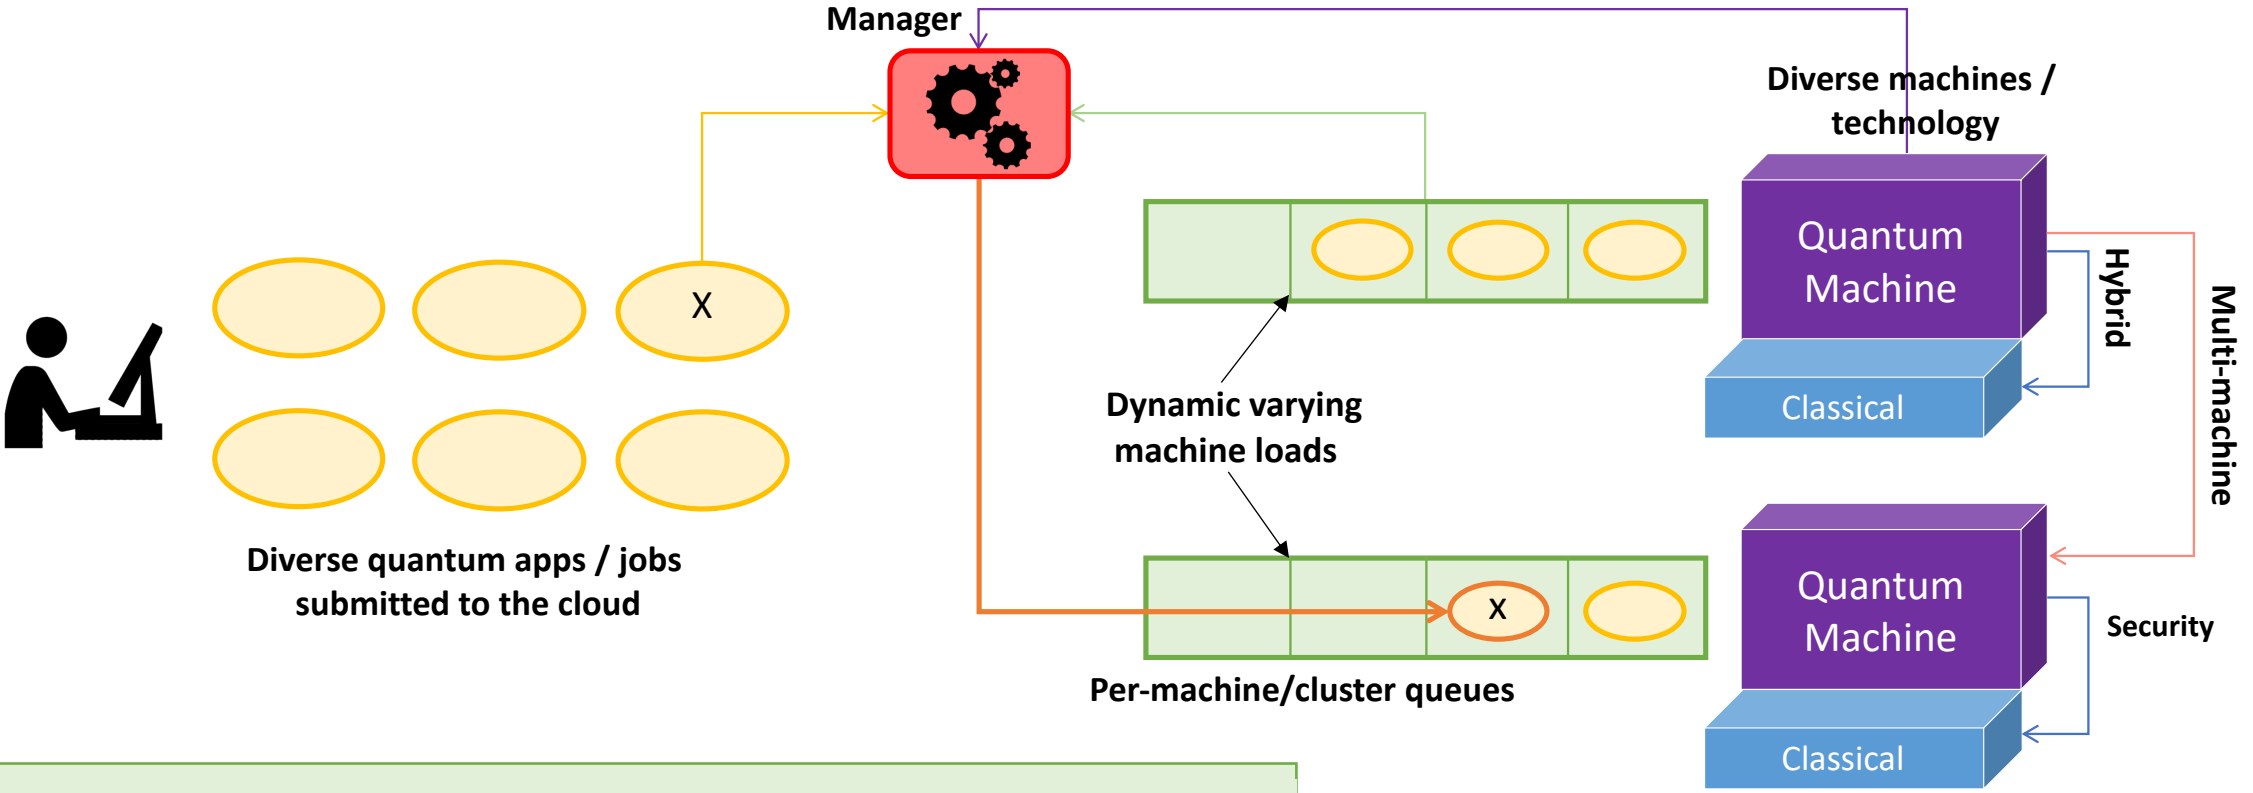 Manager
Diverse machines /
technology
X
Quantum
Machine
Hybrid
Classical
Multi-machine
Dynamic varying
machine loads
Diverse quantum apps / jobs
submitted to the cloud
X
Quantum
Machine
Security
Per-machine/cluster queues
Classical